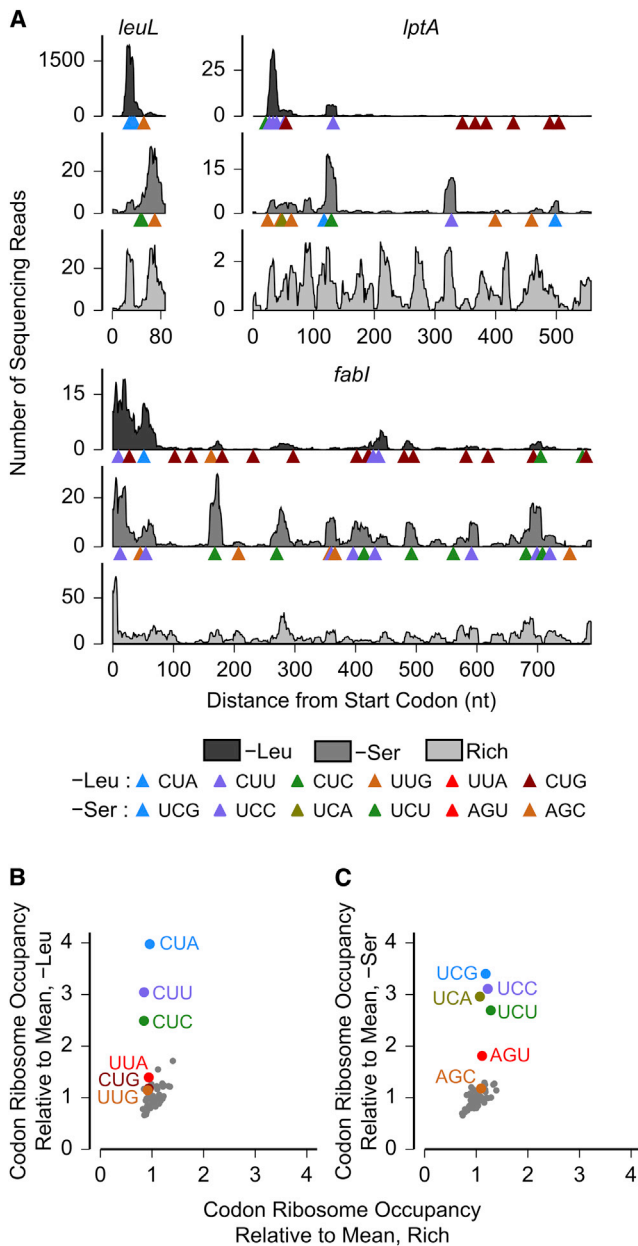 A
leuL
lptA
1500
0
25
0
20
0
15
0
20
0
2
0
0 80
0 100 200 300 400 500
Number of Sequencing Reads
fabI
15
0
20
0
50
0
0 100 200 300 400 500 600 700
Distance from Start Codon (nt)
−Leu −Ser Rich
−Leu : CUA CUU CUC UUG UUA CUG
−Ser : UCG UCC UCA UCU AGU AGC
B
Codon Ribosome Occupancy
Relative to Mean, −Leu
4
3
2
1
0
CUA
CUU
CUC
UUA
CUG
UUG
0 1 2 3 4
C
Codon Ribosome Occupancy
Relative to Mean, −Ser
4
3
2
1
0
UCG
UCC
UCA
UCU
AGU
AGC
0 1 2 3 4
Codon Ribosome Occupancy
Relative to Mean, Rich